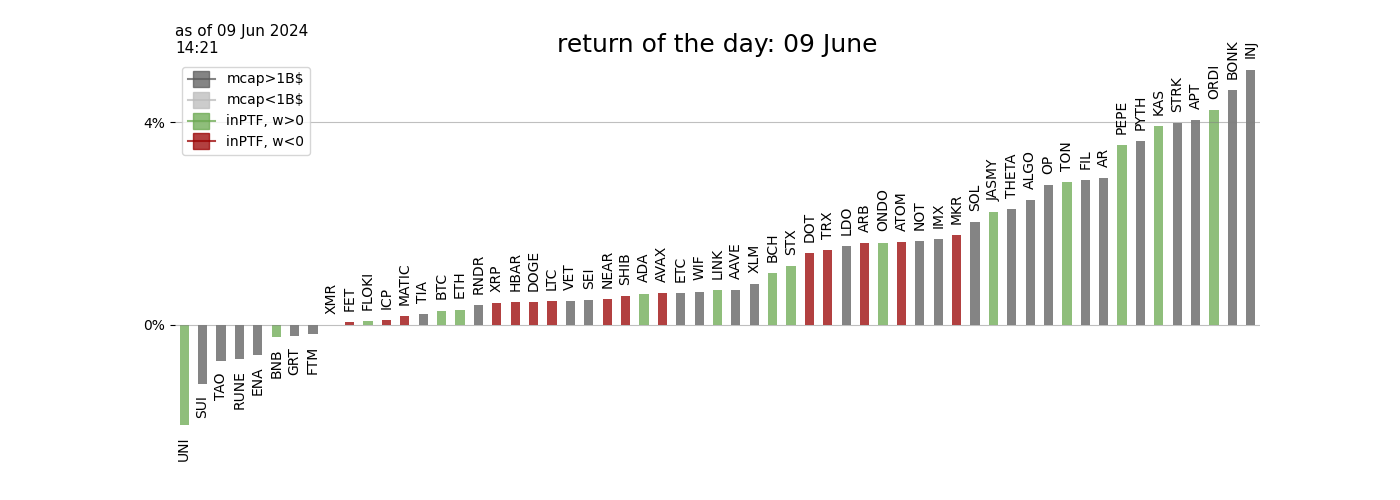 as of 09 Jun 2024
14:21
return of the day: 09 June
mcap>1B$
mcap<1B$
inPTF, w>0
inPTF, w<0
4%
0%
UNI
SUI
TAO
RUNE
ENA
BNB
GRT
FTM
XMR
FET
FLOKI
ICP
MATIC
TIA
BTC
ETH
RNDR
XRP
HBAR
DOGE
LTC
VET
SEI
NEAR
SHIB
ADA
AVAX
ETC
WIF
LINK
AAVE
XLM
BCH
STX
DOT
TRX
LDO
ARB
ONDO
ATOM
NOT
IMX
MKR
SOL
JASMY
THETA
ALGO
OP
TON
FIL
AR
PEPE
PYTH
KAS
STRK
APT
ORDI
BONK
INJ